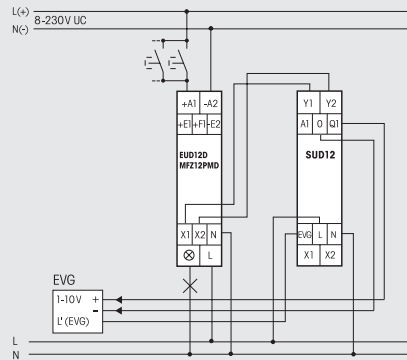 L(+)
8-230V UC
N(-)
+A1 -A2
+E1 +F1 -E2
EUD12D
MFZ12PMD
X1 X2 N
L
Y1 Y2
A1 0 Q1
SUD12
EVG L N
X1 X2
EVG
1-10V +
-
L'(EVG)
L
N